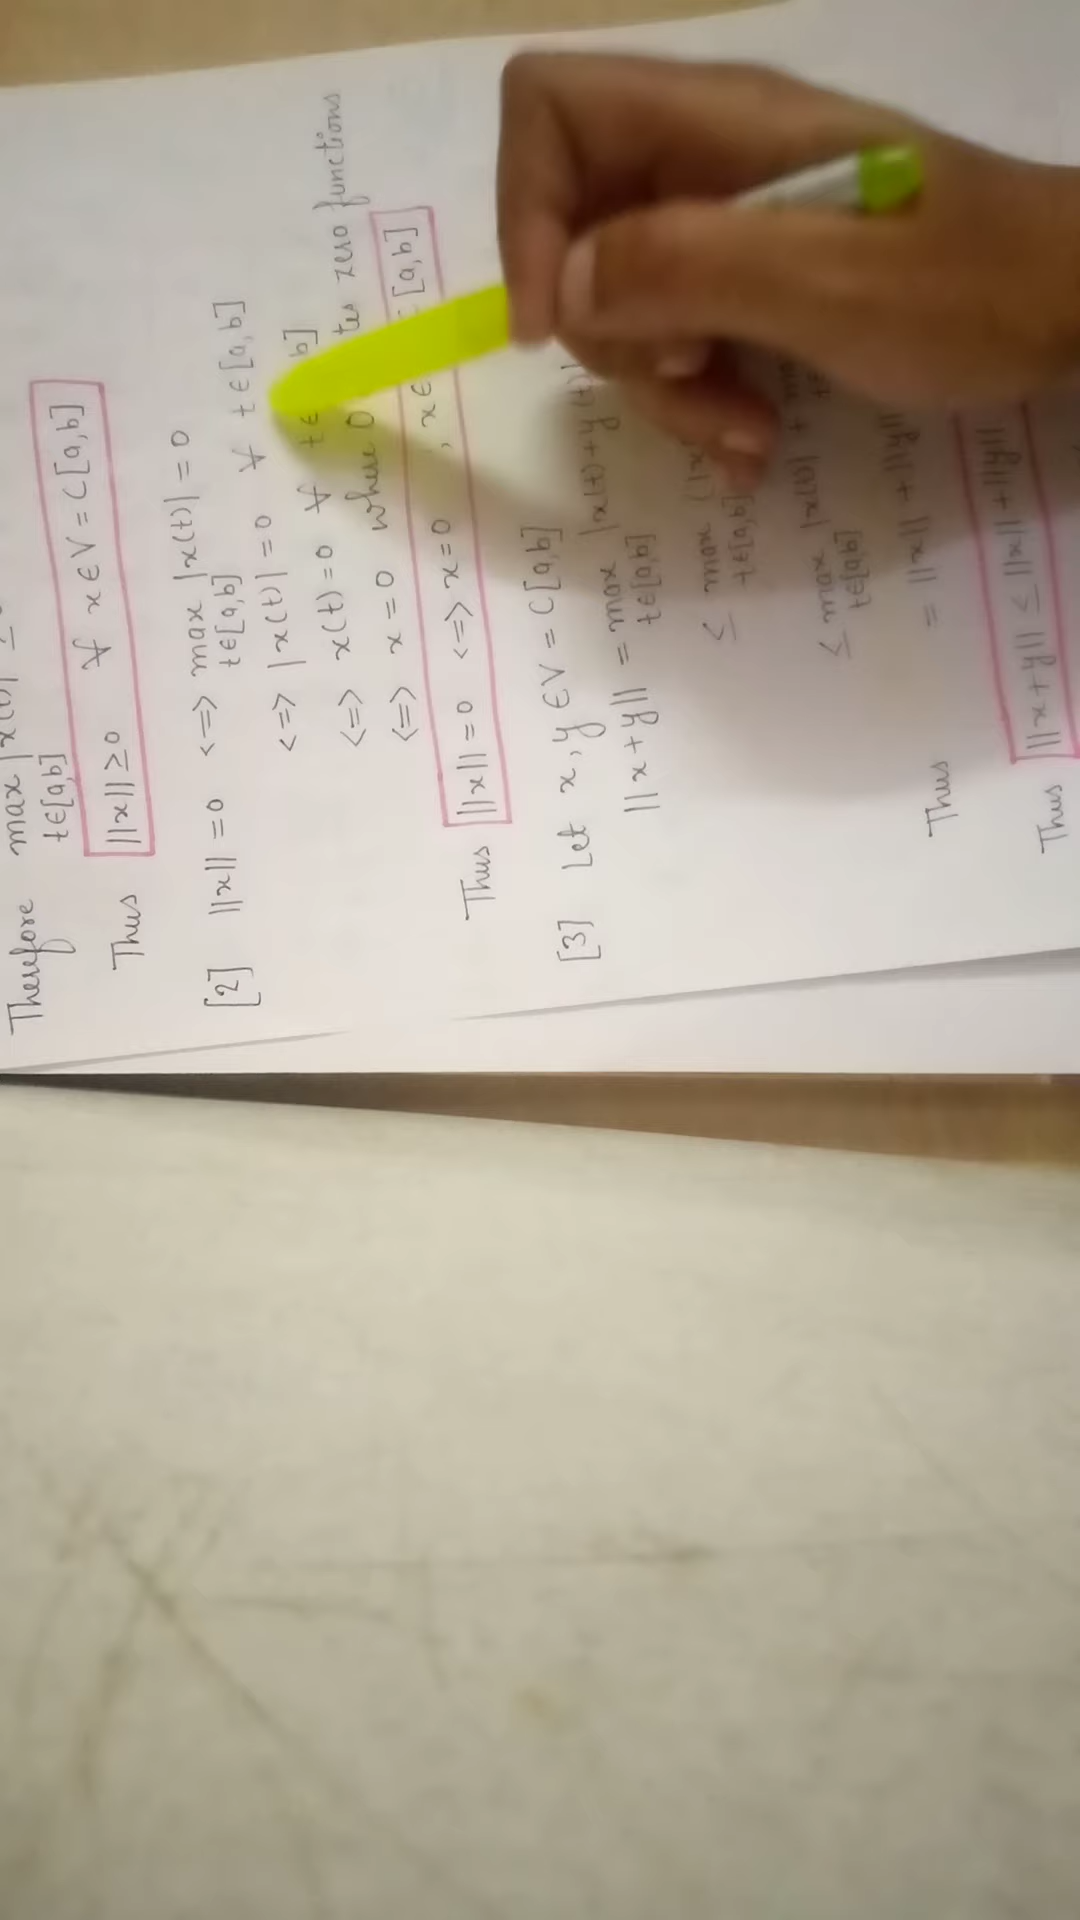 Therefore max |x(t)| ≥
t∈[a,b]
Thus ||x|| ≥ 0 ∀ x∈V = C[a,b]
[2] ||x|| = 0 <=> max |x(t)| = 0
t∈[a,b]
<=> |x(t)| = 0 ∀ t∈[a,b]
<=> x(t) = 0 ∀ t∈ b]
<=> x = 0 where 0 tes zero functions
Thus ||x|| = 0 <=> x = 0 , x∈ [a,b]
[3] Let x, y ∈V = C[a,b]
||x+y|| = max |x(t)+y(t)|
t∈[a,b]
≤ max (|x
t∈[a,b]
≤ max |x(t)| +
t∈[a,b]
Thus = ||x|| + ||y||
Thus ||x+y|| ≤ ||x|| + ||y||